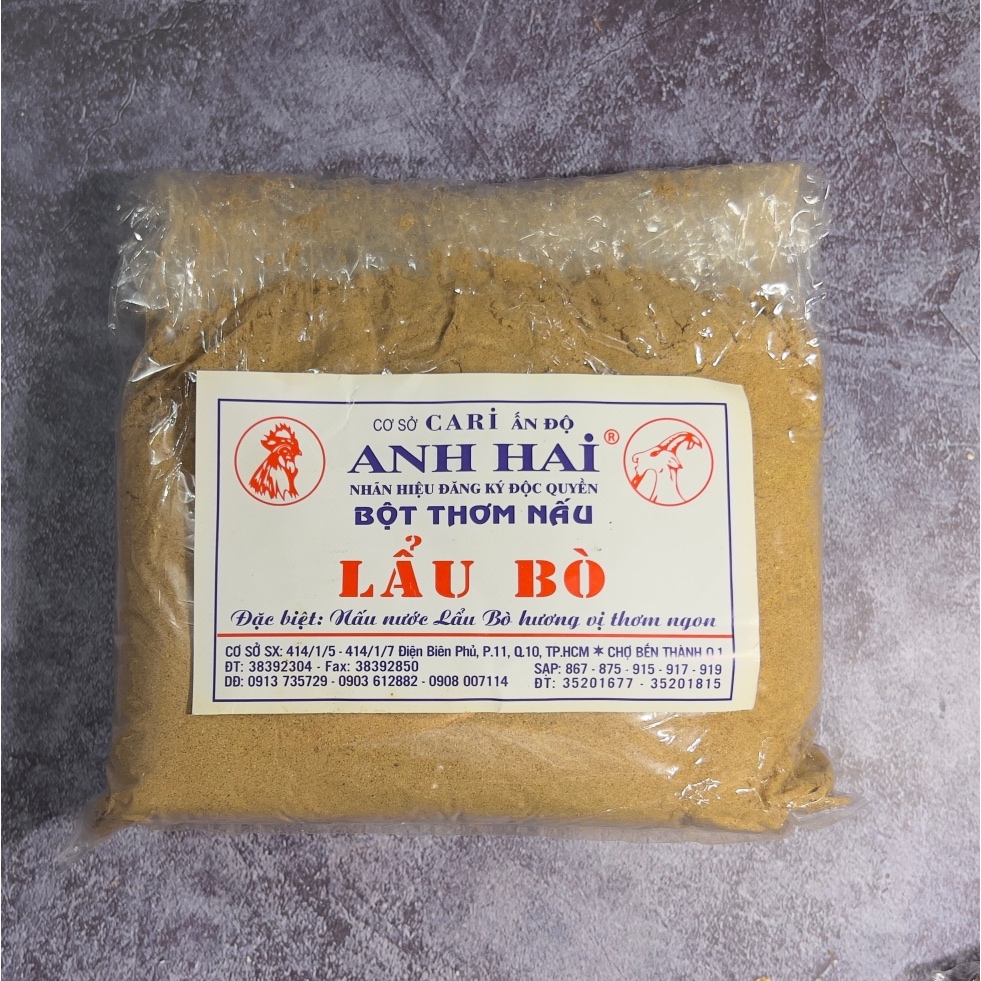 CƠ SỞ CARI ẤN ĐỘ
ANH HAI®
NHÃN HIỆU ĐĂNG KÝ ĐỘC QUYỀN
BỘT THƠM NẤU
LẨU BÒ
Đặc biệt: Nấu nước Lẩu Bò hương vị thơm ngon
CƠ SỞ SX: 414/1/5 - 414/1/7 Điện Biên Phủ, P.11, Q.10, TP.HCM ✶ CHỢ BẾN THÀNH Q.1
ĐT: 38392304 - Fax: 38392850 SẠP: 867 - 875 - 915 - 917 - 919
DĐ: 0913 735729 - 0903 612882 - 0908 007114 ĐT: 35201677 - 35201815